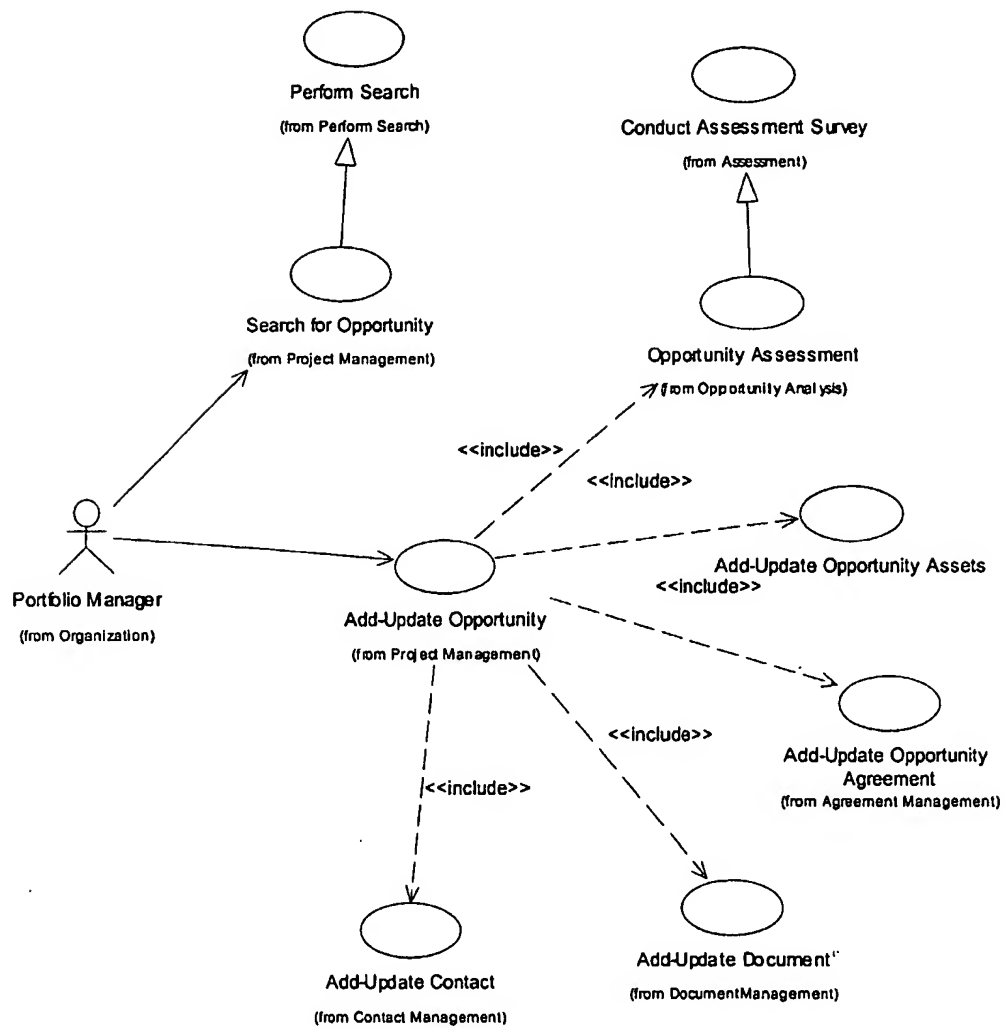 Perform Search
(from Perform Search)
Conduct Assessment Survey
(from Assessment)
Search for Opportunity
(from Project Management)
Opportunity Assessment
(from Opportunity Analysis)
<<include>>
<<include>>
Add-Update Opportunity Assets
<<include>>
Portfolio Manager
(from Organization)
Add-Update Opportunity
(from Project Management)
<<include>>
Add-Update Opportunity
Agreement
(from Agreement Management)
<<include>>
Add-Update Document
(from DocumentManagement)
Add-Update Contact
(from Contact Management)